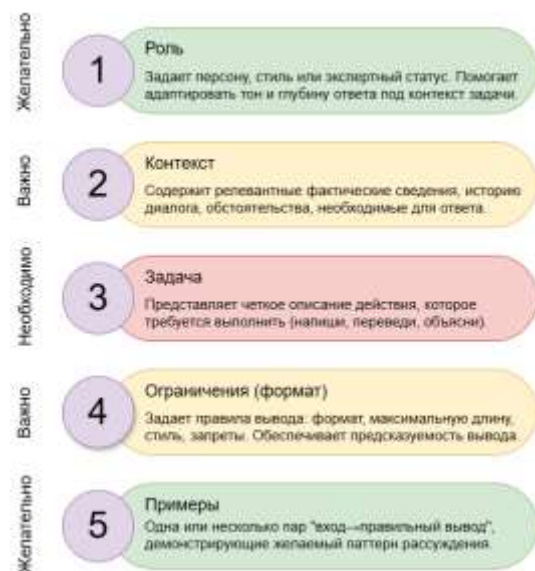 Желательно
1
Роль
Задает персону, стиль или экспертный статус. Помогает
адаптировать тон и глубину ответа под контекст задачи.
Важно
2
Контекст
Содержит релевантные фактические сведения, историю
диалога, обстоятельства, необходимые для ответа.
Необходимо
3
Задача
Представляет четкое описание действия, которое
требуется выполнить (напиши, переведи, объясни).
Важно
4
Ограничения (формат)
Задает правила вывода: формат, максимальную длину,
стиль, запреты. Обеспечивает предсказуемость вывода.
Желательно
5
Примеры
Одна или несколько пар "вход→правильный вывод",
демонстрирующие желаемый паттерн рассуждения.